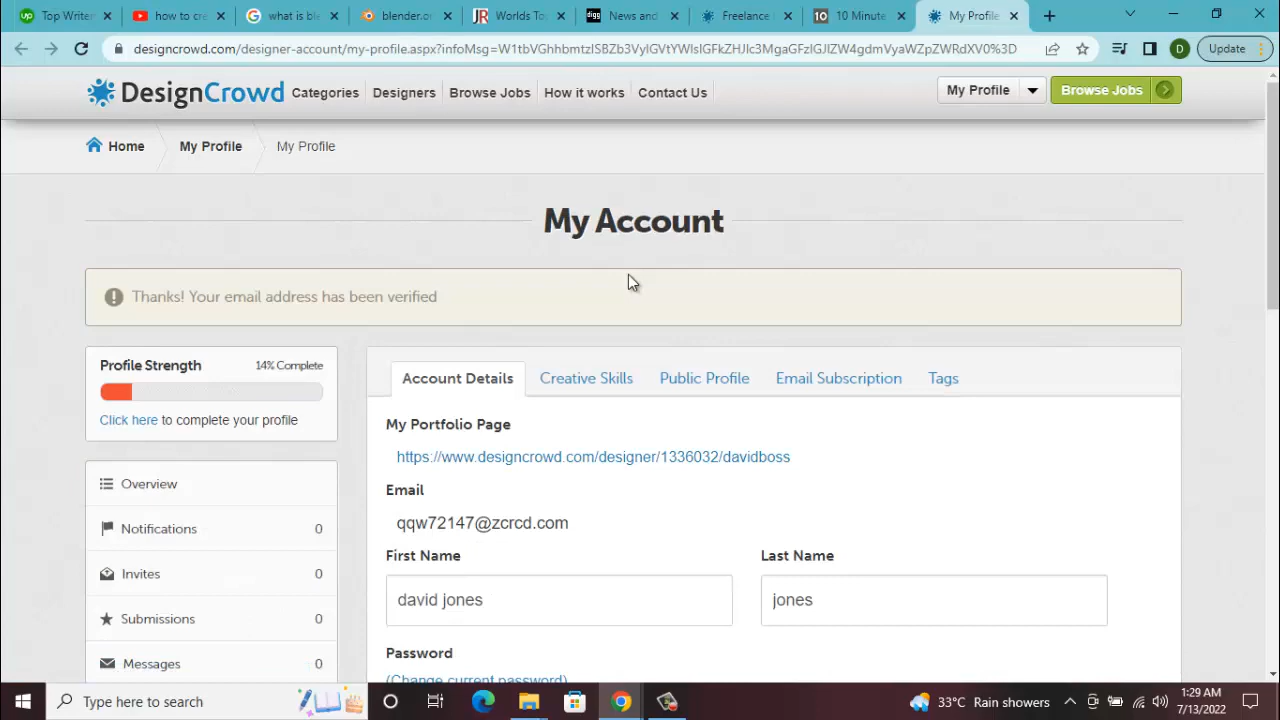 Top Writer
how to cre
what is ble
blender.or
Worlds To
News and
Freelance
10 Minute
My Profile
designcrowd.com/designer-account/my-profile.aspx?infoMsg=W1tbVGhhbmtzISBZb3VyIGVtYWlsIGFkZHJlc3MgaGFzIGJlZW4gdmVyaWZpZWRdXV0%3D
D
Update
DesignCrowd
Categories
Designers
Browse Jobs
How it works
Contact Us
My Profile
Browse Jobs
Home
My Profile
My Profile
My Account
Thanks! Your email address has been verified
Profile Strength
14% Complete
Click here to complete your profile
Overview
Notifications 0
Invites 0
Submissions 0
Messages 0
Account Details
Creative Skills
Public Profile
Email Subscription
Tags
My Portfolio Page
https://www.designcrowd.com/designer/1336032/davidboss
Email
qqw72147@zcrcd.com
First Name
Last Name
david jones
jones
Password
(Change current password)
Type here to search
33°C Rain showers
1:29 AM
7/13/2022